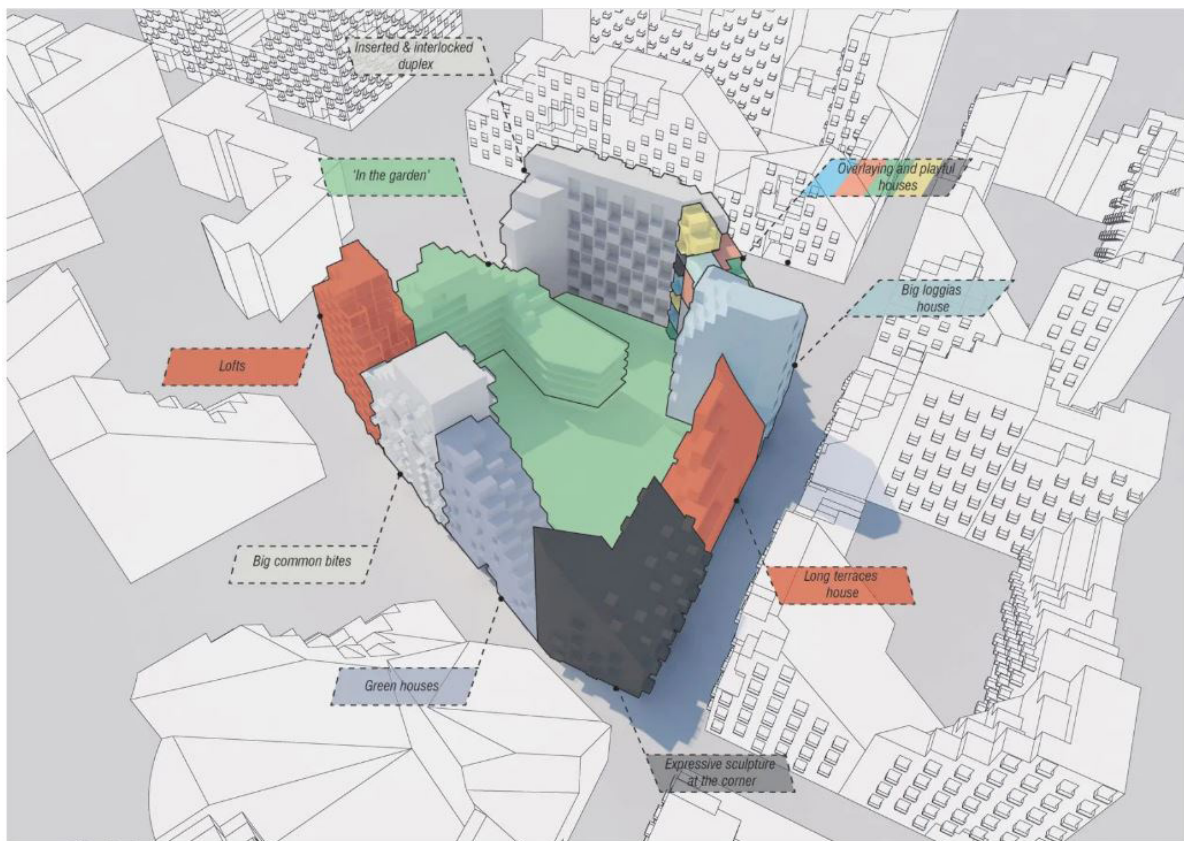 Inserted & interlocked
duplex
'In the garden'
Overlaying and playful
houses
Big loggias
house
Lofts
Big common bites
Long terraces
house
Green houses
Expressive sculpture
at the corner